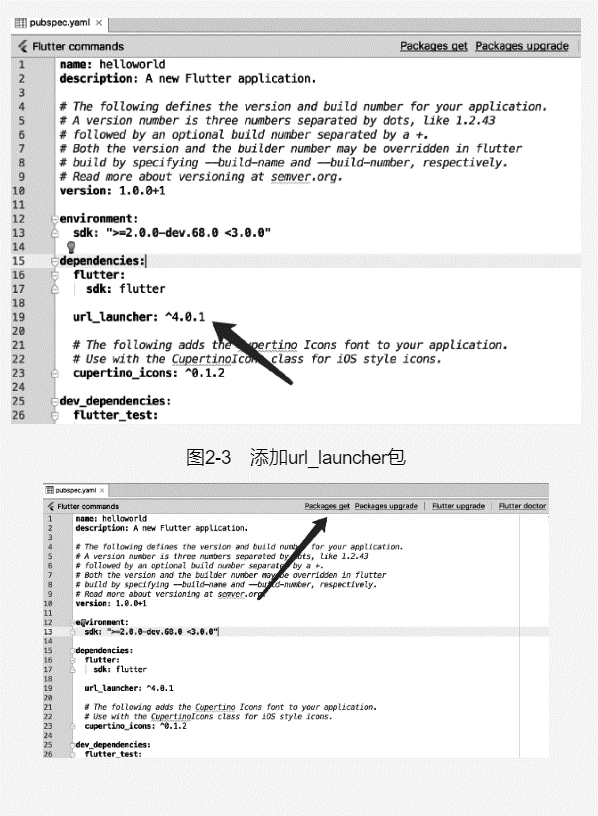 pubspec.yaml
Flutter commands Packages get Packages upgrade
1 name: helloworld
2 description: A new Flutter application.
3
4 # The following defines the version and build number for your application.
5 # A version number is three numbers separated by dots, like 1.2.43
6 # followed by an optional build number separated by a +.
7 # Both the version and the builder number may be overridden in flutter
8 # build by specifying --build-name and --build-number, respectively.
9 # Read more about versioning at semver.org.
10 version: 1.0.0+1
11
12 environment:
13 sdk: ">=2.0.0-dev.68.0 <3.0.0"
14
15 dependencies:
16 flutter:
17 sdk: flutter
18
19 url_launcher: ^4.0.1
20
21 # The following adds the Cupertino Icons font to your application.
22 # Use with the CupertinoIcons class for iOS style icons.
23 cupertino_icons: ^0.1.2
24
25 dev_dependencies:
26 flutter_test:
图2-3 添加url_launcher包
pubspec.yaml
Flutter commands Packages get Packages upgrade Flutter upgrade Flutter doctor
1 name: helloworld
2 description: A new Flutter application.
3
4 # The following defines the version and build number for your application.
5 # A version number is three numbers separated by dots, like 1.2.43
6 # followed by an optional build number separated by a +.
7 # Both the version and the builder number may be overridden in flutter
8 # build by specifying --build-name and --build-number, respectively.
9 # Read more about versioning at semver.org.
10 version: 1.0.0+1
11
12 environment:
13 sdk: ">=2.0.0-dev.68.0 <3.0.0"
14
15 dependencies:
16 flutter:
17 sdk: flutter
18
19 url_launcher: ^4.0.1
20
21 # The following adds the Cupertino Icons font to your application.
22 # Use with the CupertinoIcons class for iOS style icons.
23 cupertino_icons: ^0.1.2
24
25 dev_dependencies:
26 flutter_test: